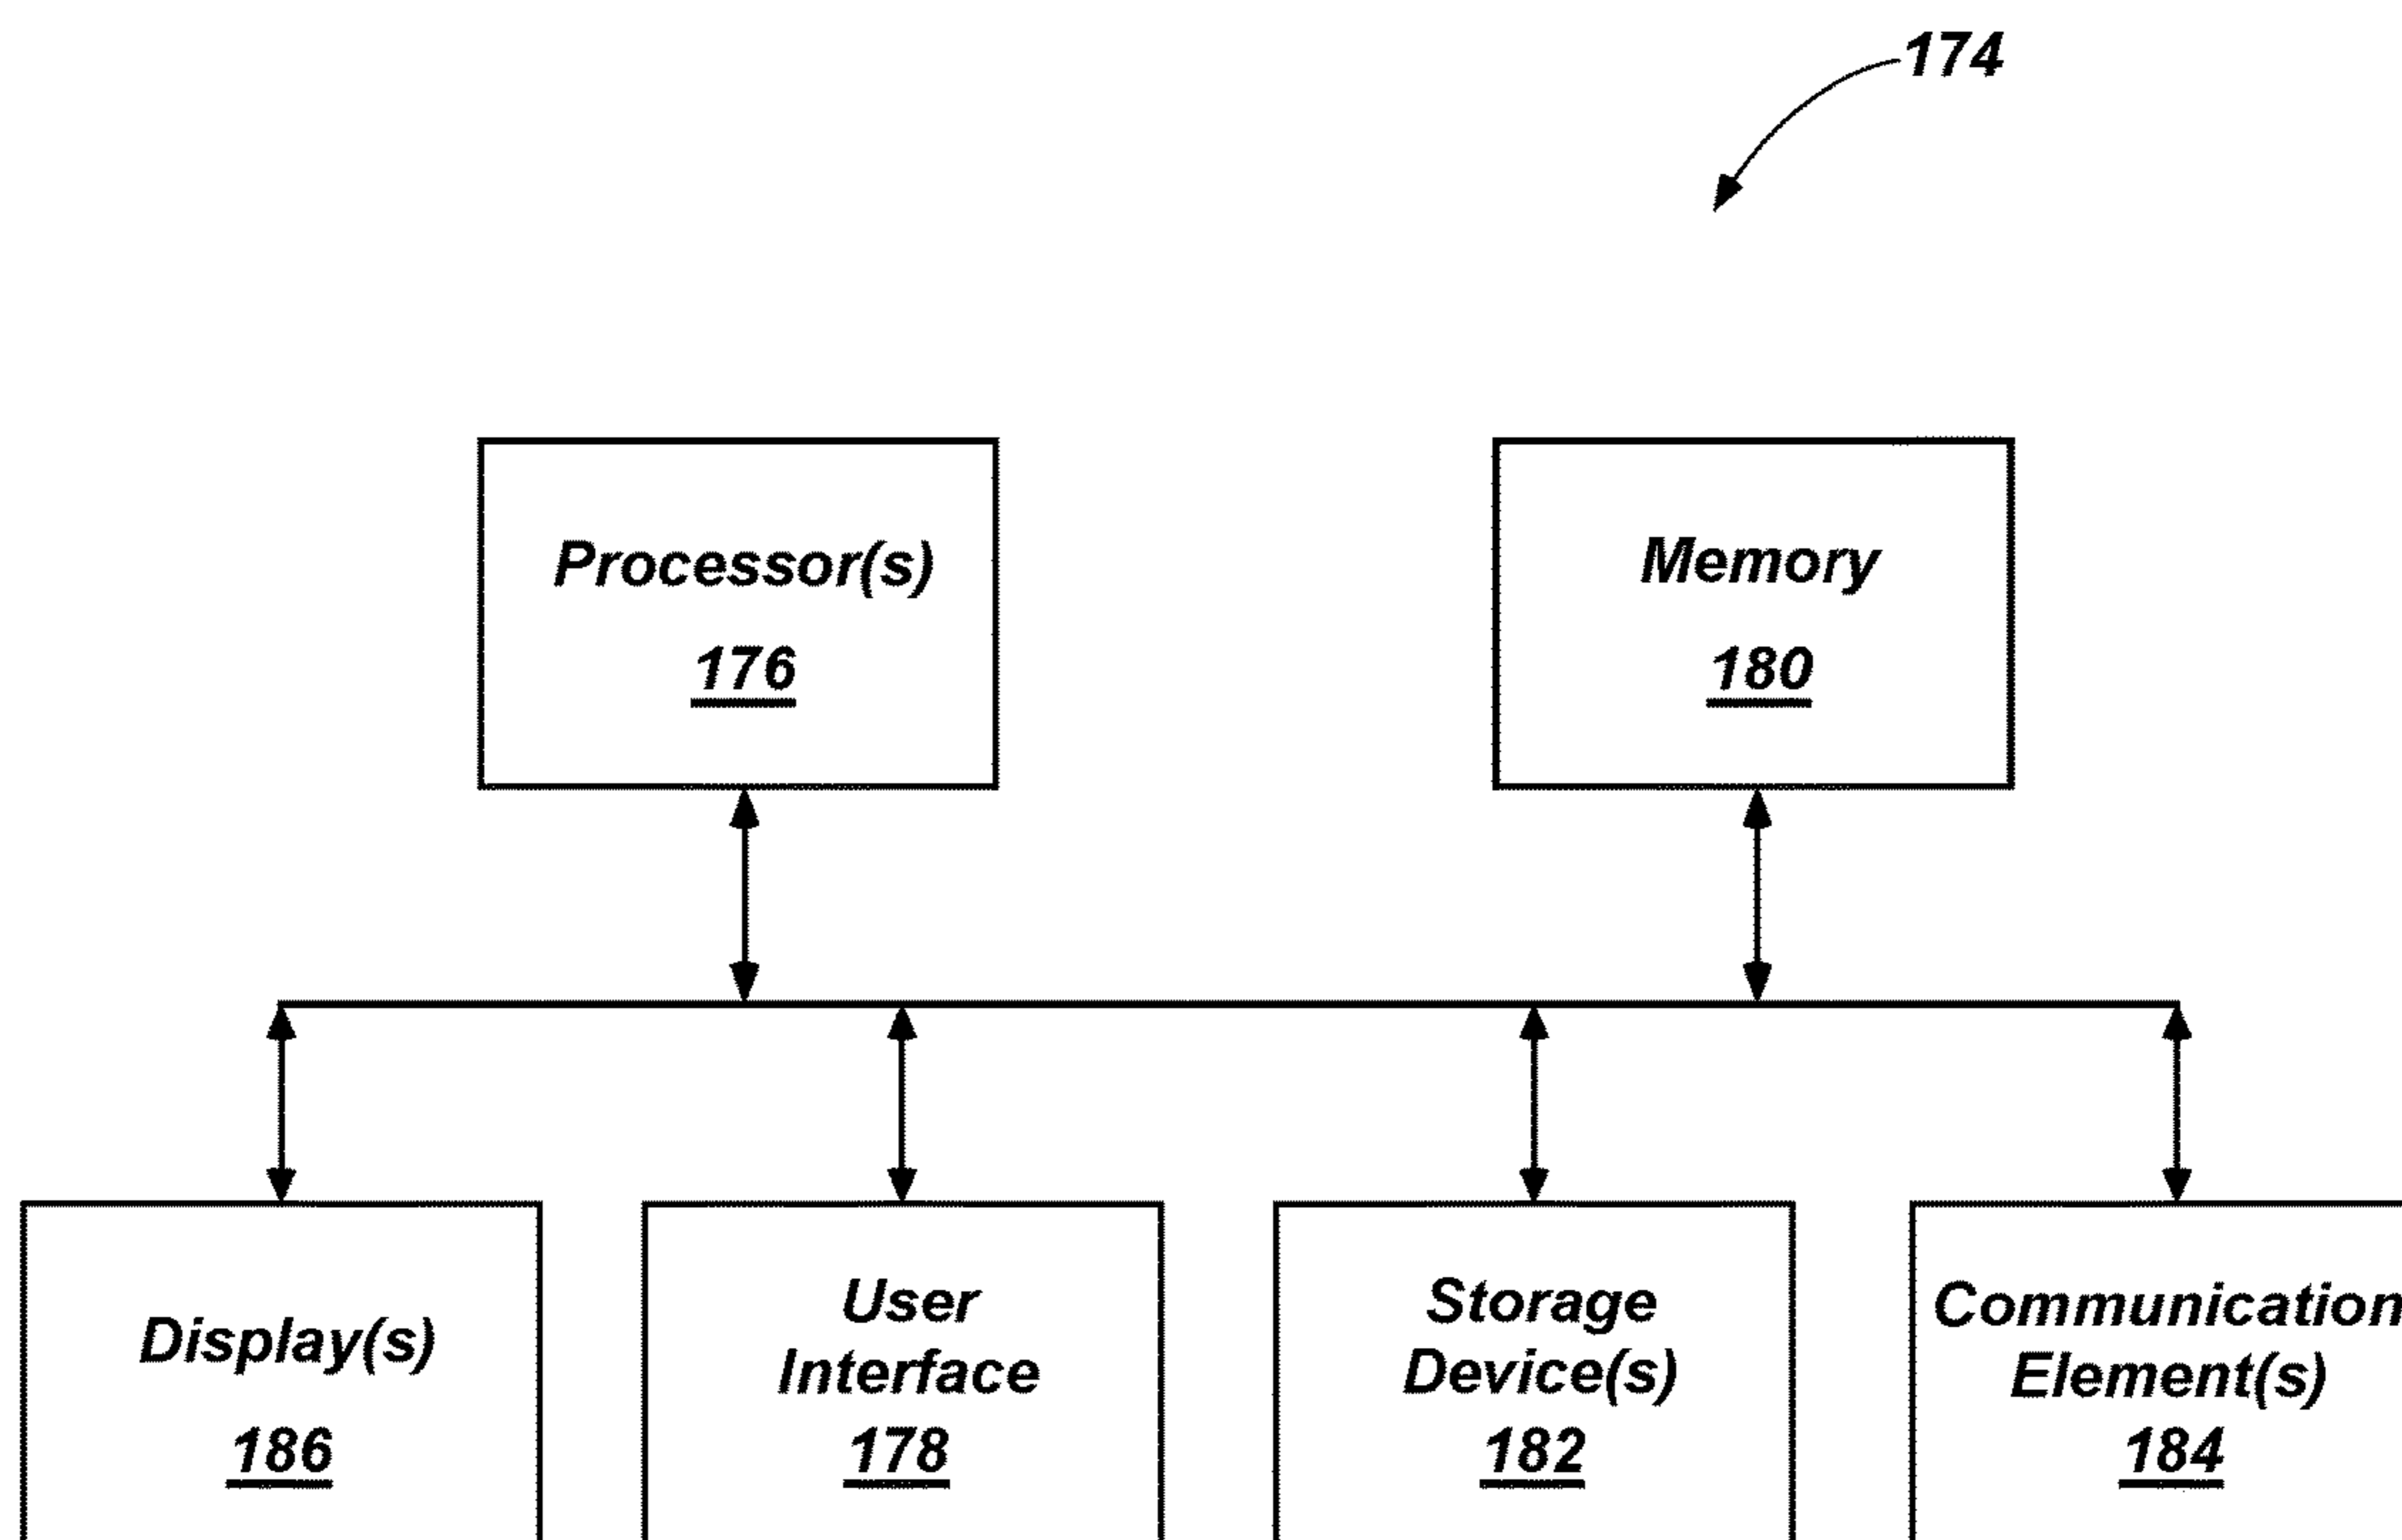 174
Processor(s)
176
Memory
180
Display(s)
186
User
Interface
178
Storage
Device(s)
182
Communication
Element(s)
184